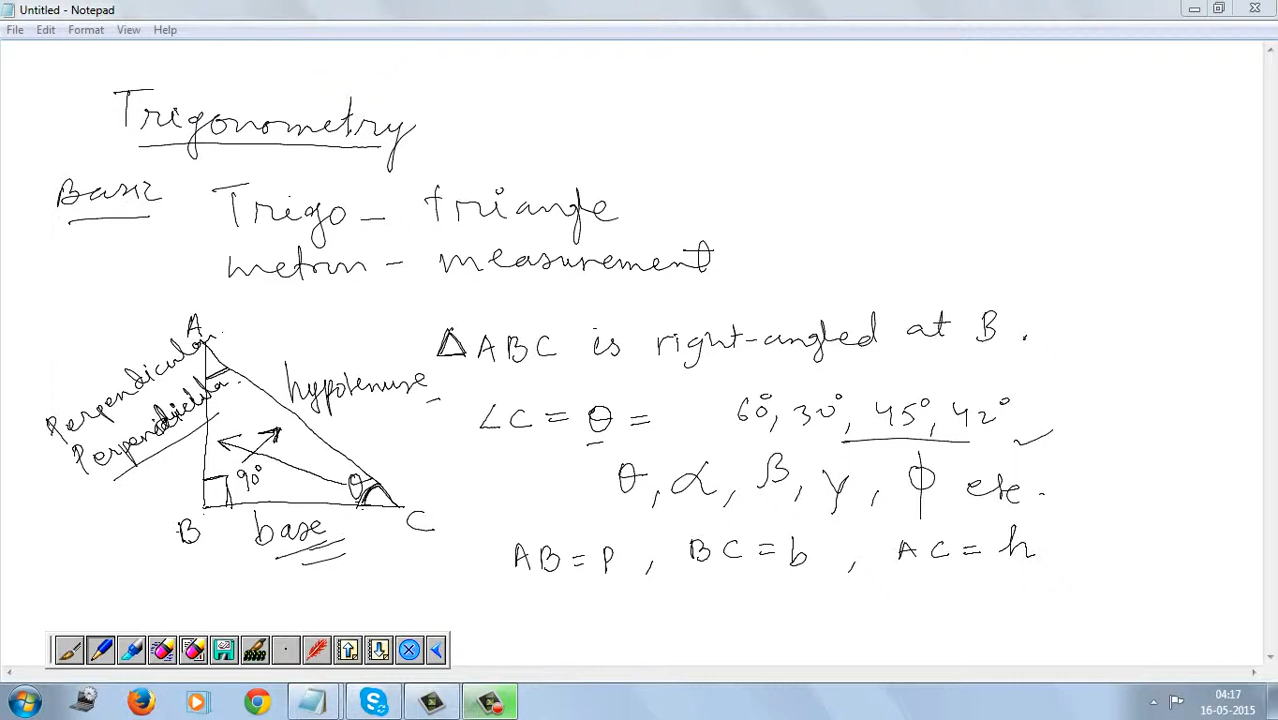 Untitled - Notepad
File Edit Format View Help
Trigonometry
Basic
Trigo - triangle
metron - measurement
A
Perpendicular
Perpendicular
hypotenuse
90°
θ
B
base
C
△ABC is right-angled at B.
∠C = θ = 60°, 30°, 45°, 42°
θ, α, β, γ, ϕ etc.
AB = p, BC = b, AC = h
04:17
16-05-2015